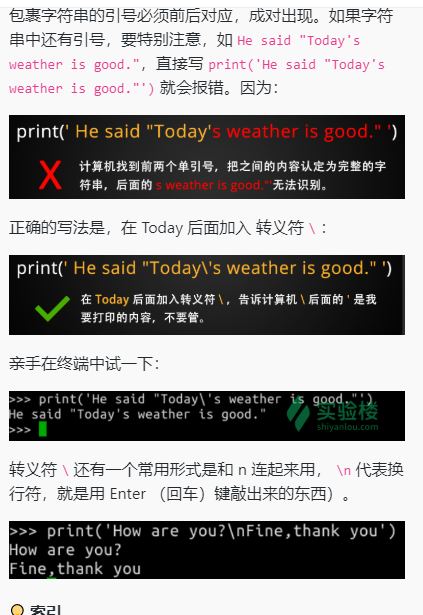 包裹字符串的引号必须前后对应，成对出现。如果字符
串中还有引号，要特别注意，如 He said "Today's
weather is good."，直接写 print('He said "Today's
weather is good."') 就会报错。因为：
print(' He said "Today's weather is good." ')
X 计算机找到前两个单引号，把之间的内容认定为完整的字
符串，后面的 s weather is good."'无法识别。
正确的写法是，在 Today 后面加入 转义符 \ ：
print(' He said "Today\'s weather is good." ')
在 Today 后面加入转义符 \ ，告诉计算机 \ 后面的 ' 是我
要打印的内容，不要管。
亲手在终端中试一下：
>>> print('He said "Today\'s weather is good."')
He said "Today's weather is good."
>>>
实验楼
shiyanlou.com
转义符 \ 还有一个常用形式是和 n 连起来用， \n 代表换
行符，就是用 Enter （回车）键敲出来的东西）。
>>> print('How are you?\nFine,thank you')
How are you?
Fine,thank you
索引